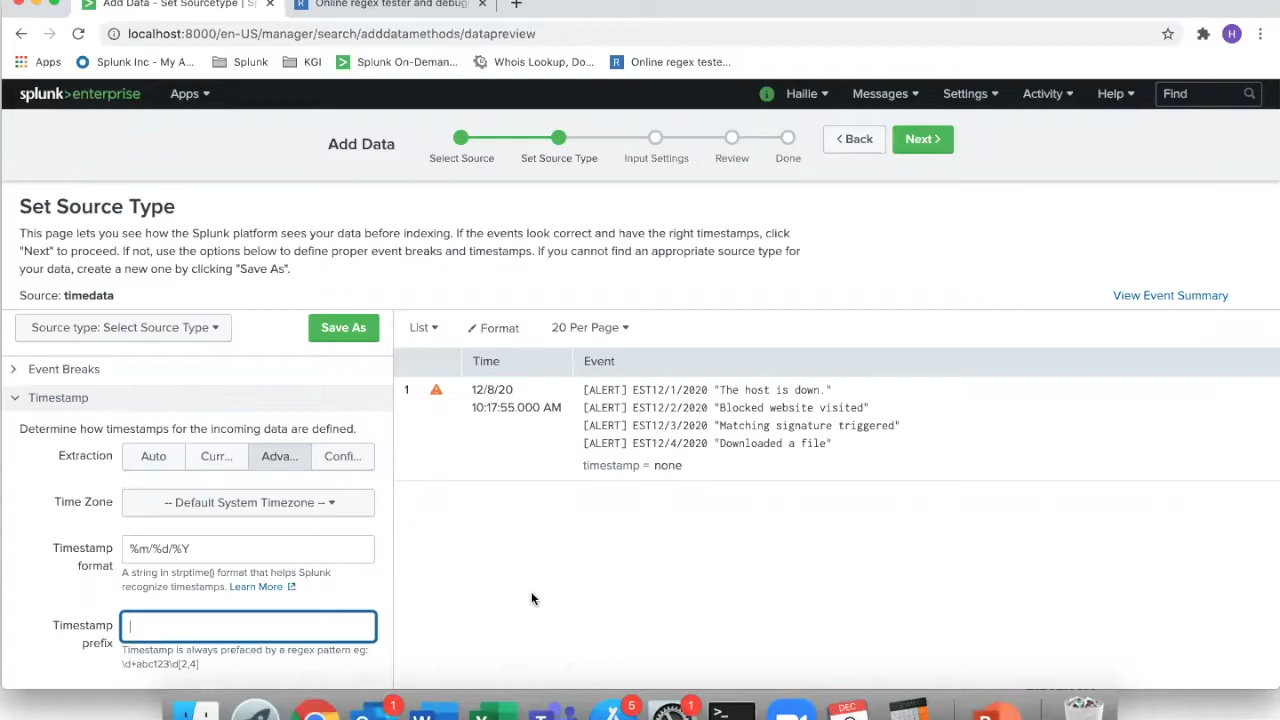 Add Data - Set Sourcetype | Sp
Online regex tester and debug
localhost:8000/en-US/manager/search/adddatamethods/datapreview
H
Apps
Splunk Inc - My A...
Splunk
KGI
Splunk On-Deman...
Whois Lookup, Do...
R
Online regex teste...
splunk>enterprise
Apps
i
Hailie
Messages
Settings
Activity
Help
Find
Add Data
Select Source
Set Source Type
Input Settings
Review
Done
< Back
Next >
Set Source Type
This page lets you see how the Splunk platform sees your data before indexing. If the events look correct and have the right timestamps, click
"Next" to proceed. If not, use the options below to define proper event breaks and timestamps. If you cannot find an appropriate source type for
your data, create a new one by clicking "Save As".
Source: timedata
View Event Summary
Source type: Select Source Type
Save As
List
Format
20 Per Page
Event Breaks
Time
Event
Timestamp
1
12/8/20
10:17:55.000 AM
[ALERT] EST12/1/2020 "The host is down."
[ALERT] EST12/2/2020 "Blocked website visited"
[ALERT] EST12/3/2020 "Matching signature triggered"
[ALERT] EST12/4/2020 "Downloaded a file"
timestamp = none
Determine how timestamps for the incoming data are defined.
Extraction
Auto
Curr...
Adva...
Confi...
Time Zone
-- Default System Timezone --
Timestamp
format
%m/%d/%Y
A string in strptime() format that helps Splunk
recognize timestamps. Learn More
Timestamp
prefix
Timestamp is always prefaced by a regex pattern eg:
\d+abc123\d[2,4]
1
5
1
DEC